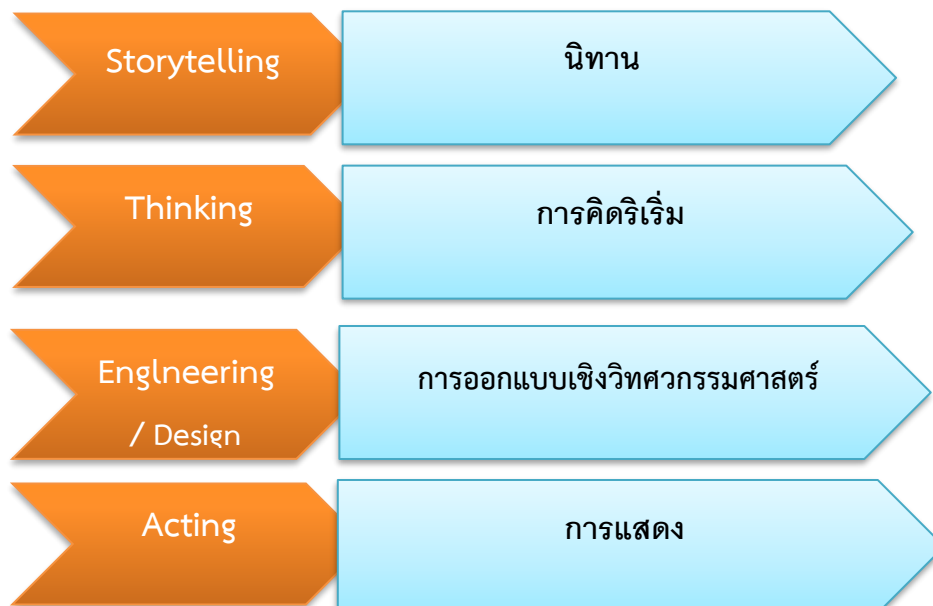 Storytelling
นิทาน
Thinking
การคิดริเริ่ม
Englneering
/ Design
การออกแบบเชิงวิทศวกรรมศาสตร์
Acting
การแสดง